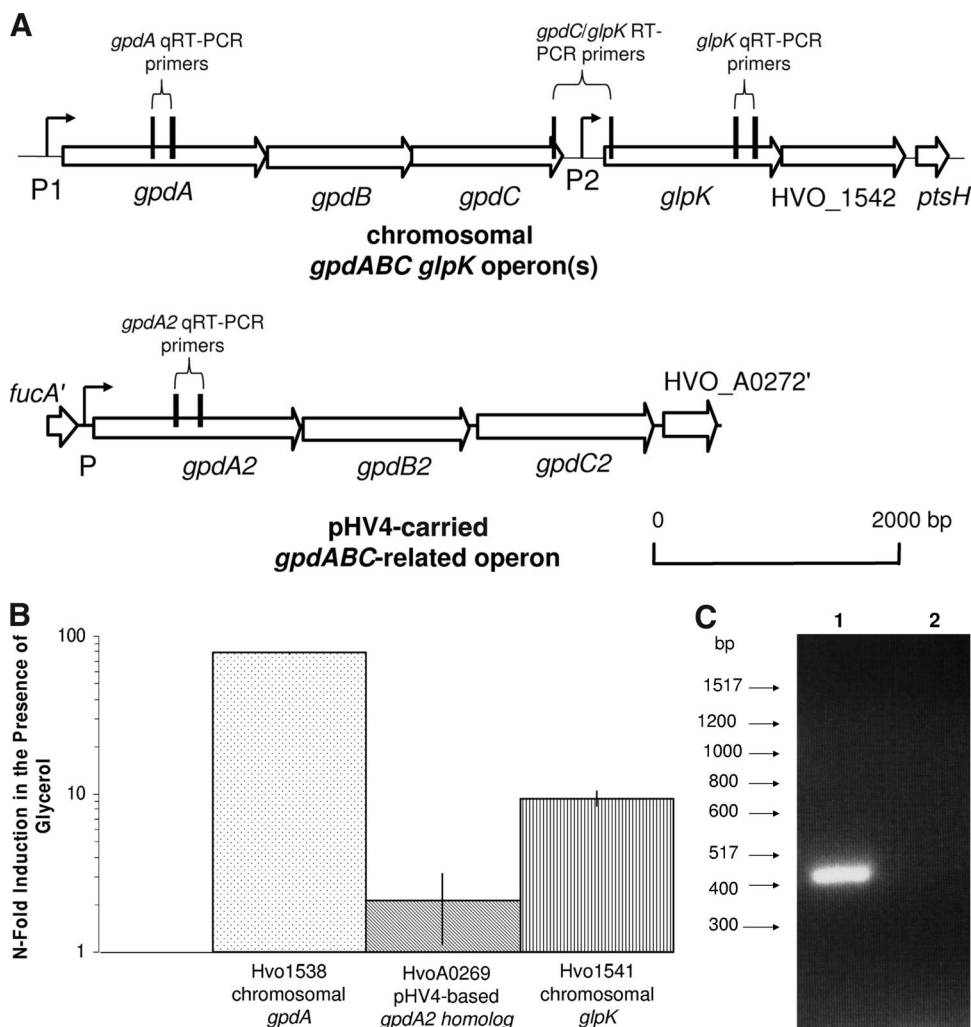 A
gpdA qRT-PCR
primers
gpdC/glpK RT-
PCR primers
glpK qRT-PCR
primers
P1
gpdA
gpdB
gpdC
P2
glpK
HVO_1542
ptsH
chromosomal
gpdABC glpK operon(s)
gpdA2 qRT-PCR
primers
fucA'
HVO_A0272'
P
gpdA2
gpdB2
gpdC2
pHV4-carried
gpdABC-related operon
0
2000 bp
B
N-Fold Induction in the Presence of
Glycerol
100
10
1
Hvo1538
chromosomal
gpdA
HvoA0269
pHV4-based
gpdA2 homolog
Hvo1541
chromosomal
glpK
C
1
2
bp
1517
1200
1000
800
600
517
400
300